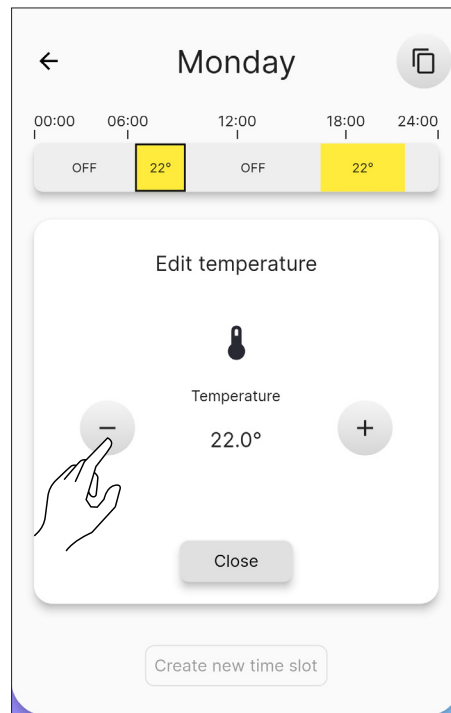 Monday
00:00 06:00 12:00 18:00 24:00
OFF 22° OFF 22°
Edit temperature
Temperature
22.0°
Close
Create new time slot